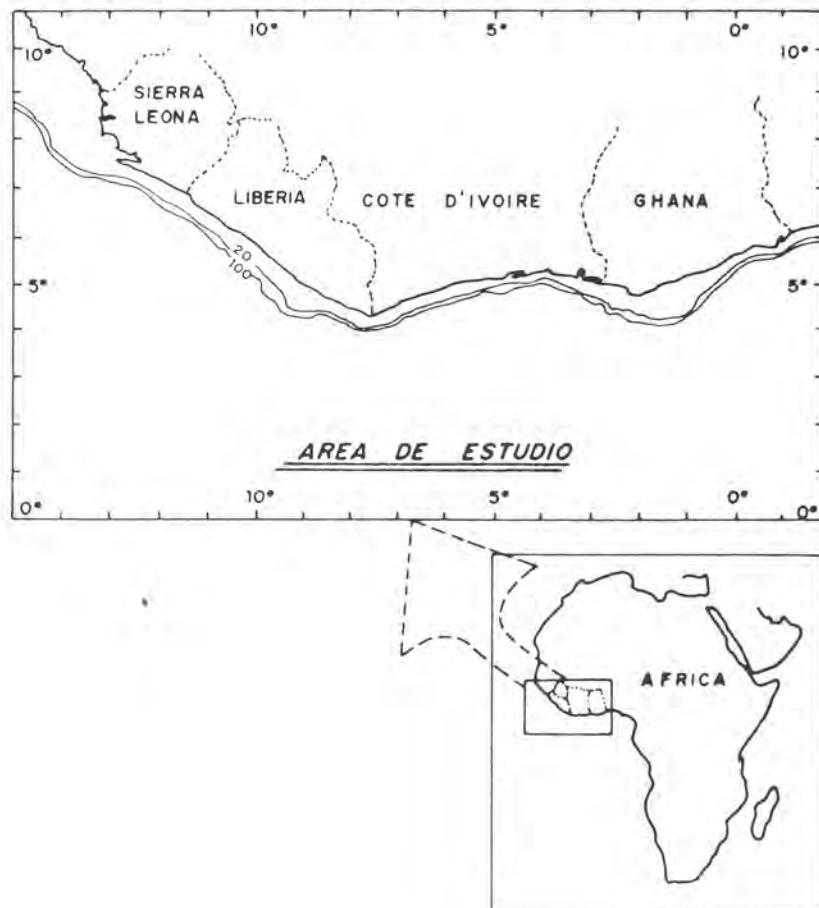 10° 5° 0°
10° 10°
SIERRA
LEONA
LIBERIA COTE D'IVOIRE GHANA
20
100
5° 5°
AREA DE ESTUDIO
0° 10° 5° 0° 0°
AFRICA